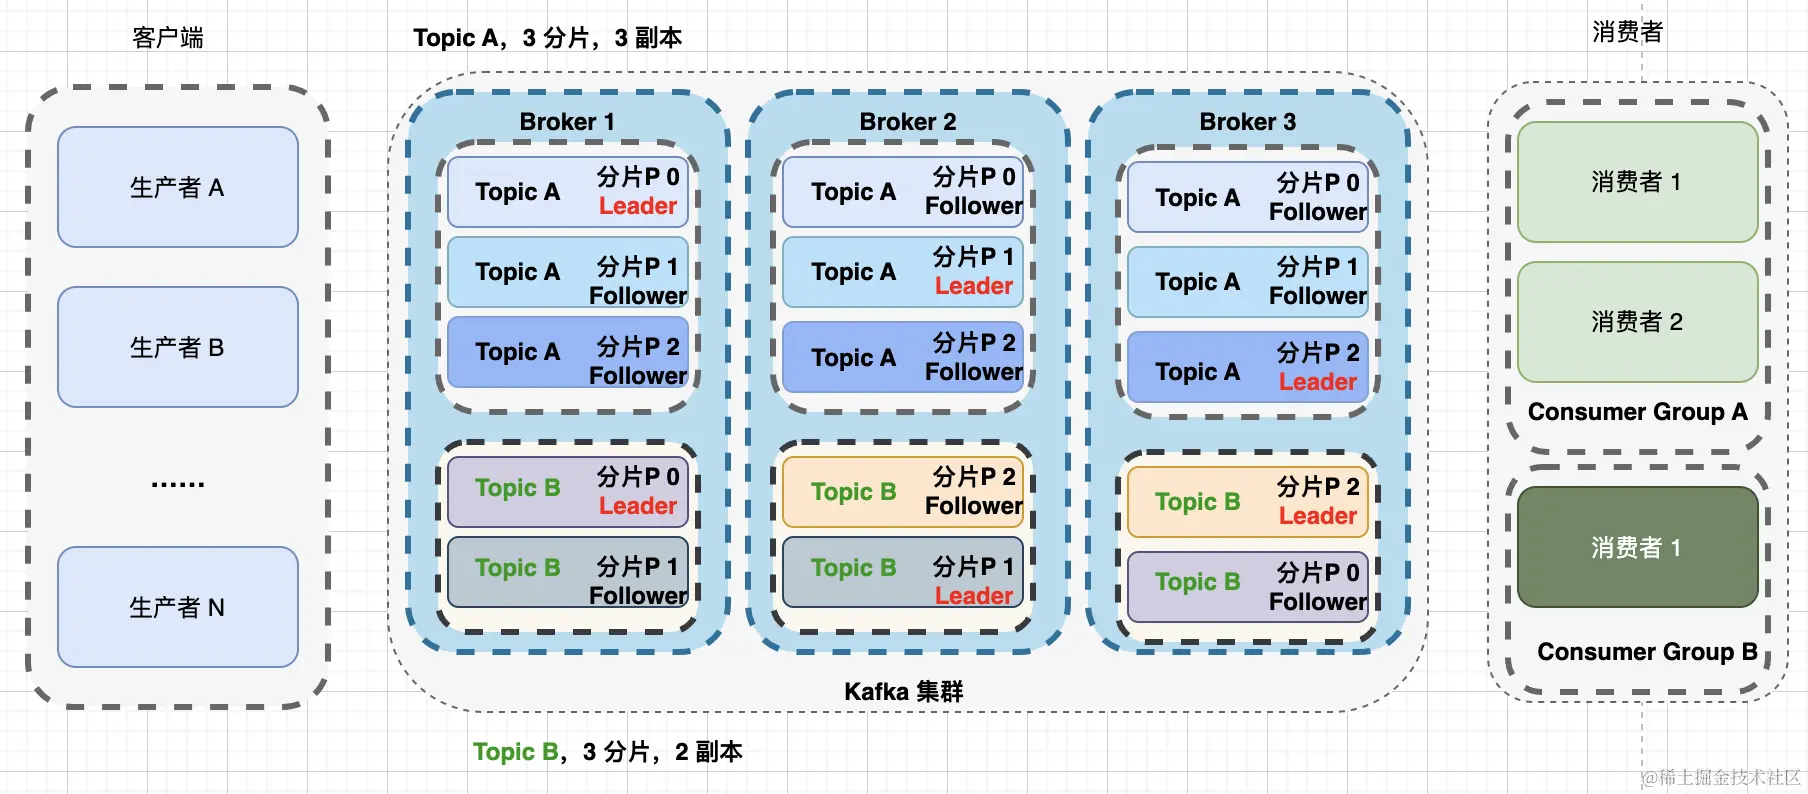 客户端
生产者 A
生产者 B
......
生产者 N
Topic A，3 分片，3 副本
Broker 1
Topic A
分片P 0
Leader
Topic A
分片P 1
Follower
Topic A
分片P 2
Follower
Topic B
分片P 0
Leader
Topic B
分片P 1
Follower
Broker 2
Topic A
分片P 0
Follower
Topic A
分片P 1
Leader
Topic A
分片P 2
Follower
Topic B
分片P 2
Follower
Topic B
分片P 1
Leader
Broker 3
Topic A
分片P 0
Follower
Topic A
分片P 1
Follower
Topic A
分片P 2
Leader
Topic B
分片P 2
Leader
Topic B
分片P 0
Follower
Kafka 集群
Topic B，3 分片，2 副本
消费者
消费者 1
消费者 2
Consumer Group A
消费者 1
Consumer Group B
@稀土掘金技术社区